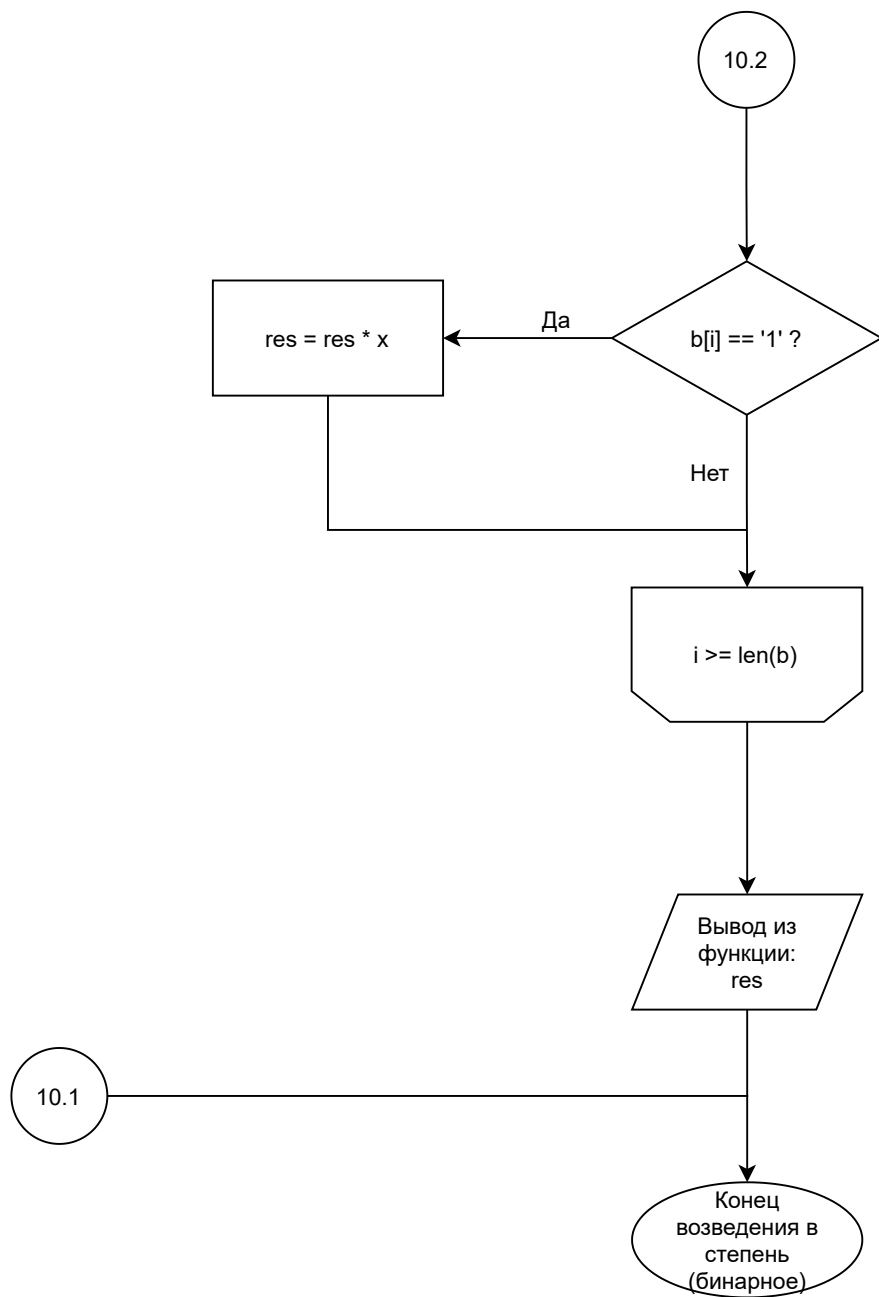 10.2
b[i] == '1' ?
Да
res = res * x
Нет
i >= len(b)
Вывод из
функции:
res
10.1
Конец
возведения в
степень
(бинарное)